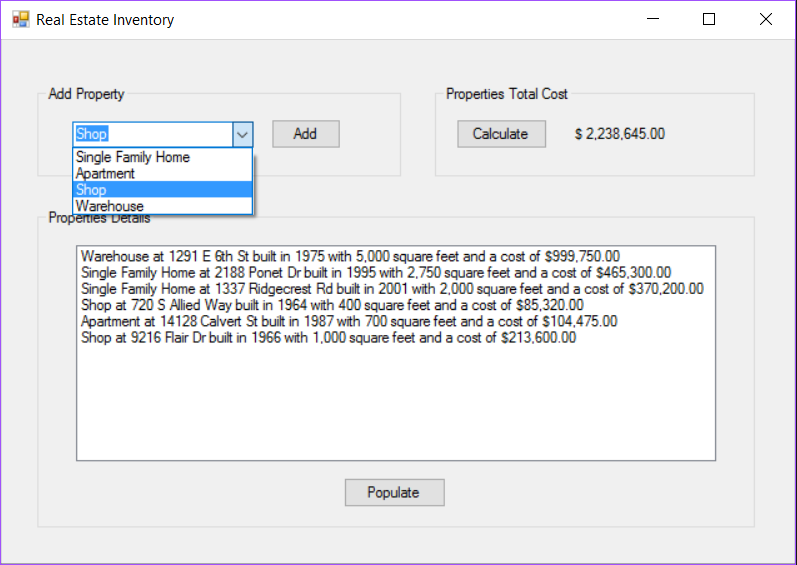 Real Estate Inventory
Add Property
Shop
Add
Single Family Home
Apartment
Shop
Warehouse
Properties Total Cost
Calculate
$ 2,238,645.00
Properties Details
Warehouse at 1291 E 6th St built in 1975 with 5,000 square feet and a cost of $999,750.00
Single Family Home at 2188 Ponet Dr built in 1995 with 2,750 square feet and a cost of $465,300.00
Single Family Home at 1337 Ridgecrest Rd built in 2001 with 2,000 square feet and a cost of $370,200.00
Shop at 720 S Allied Way built in 1964 with 400 square feet and a cost of $85,320.00
Apartment at 14128 Calvert St built in 1987 with 700 square feet and a cost of $104,475.00
Shop at 9216 Flair Dr built in 1966 with 1,000 square feet and a cost of $213,600.00
Populate